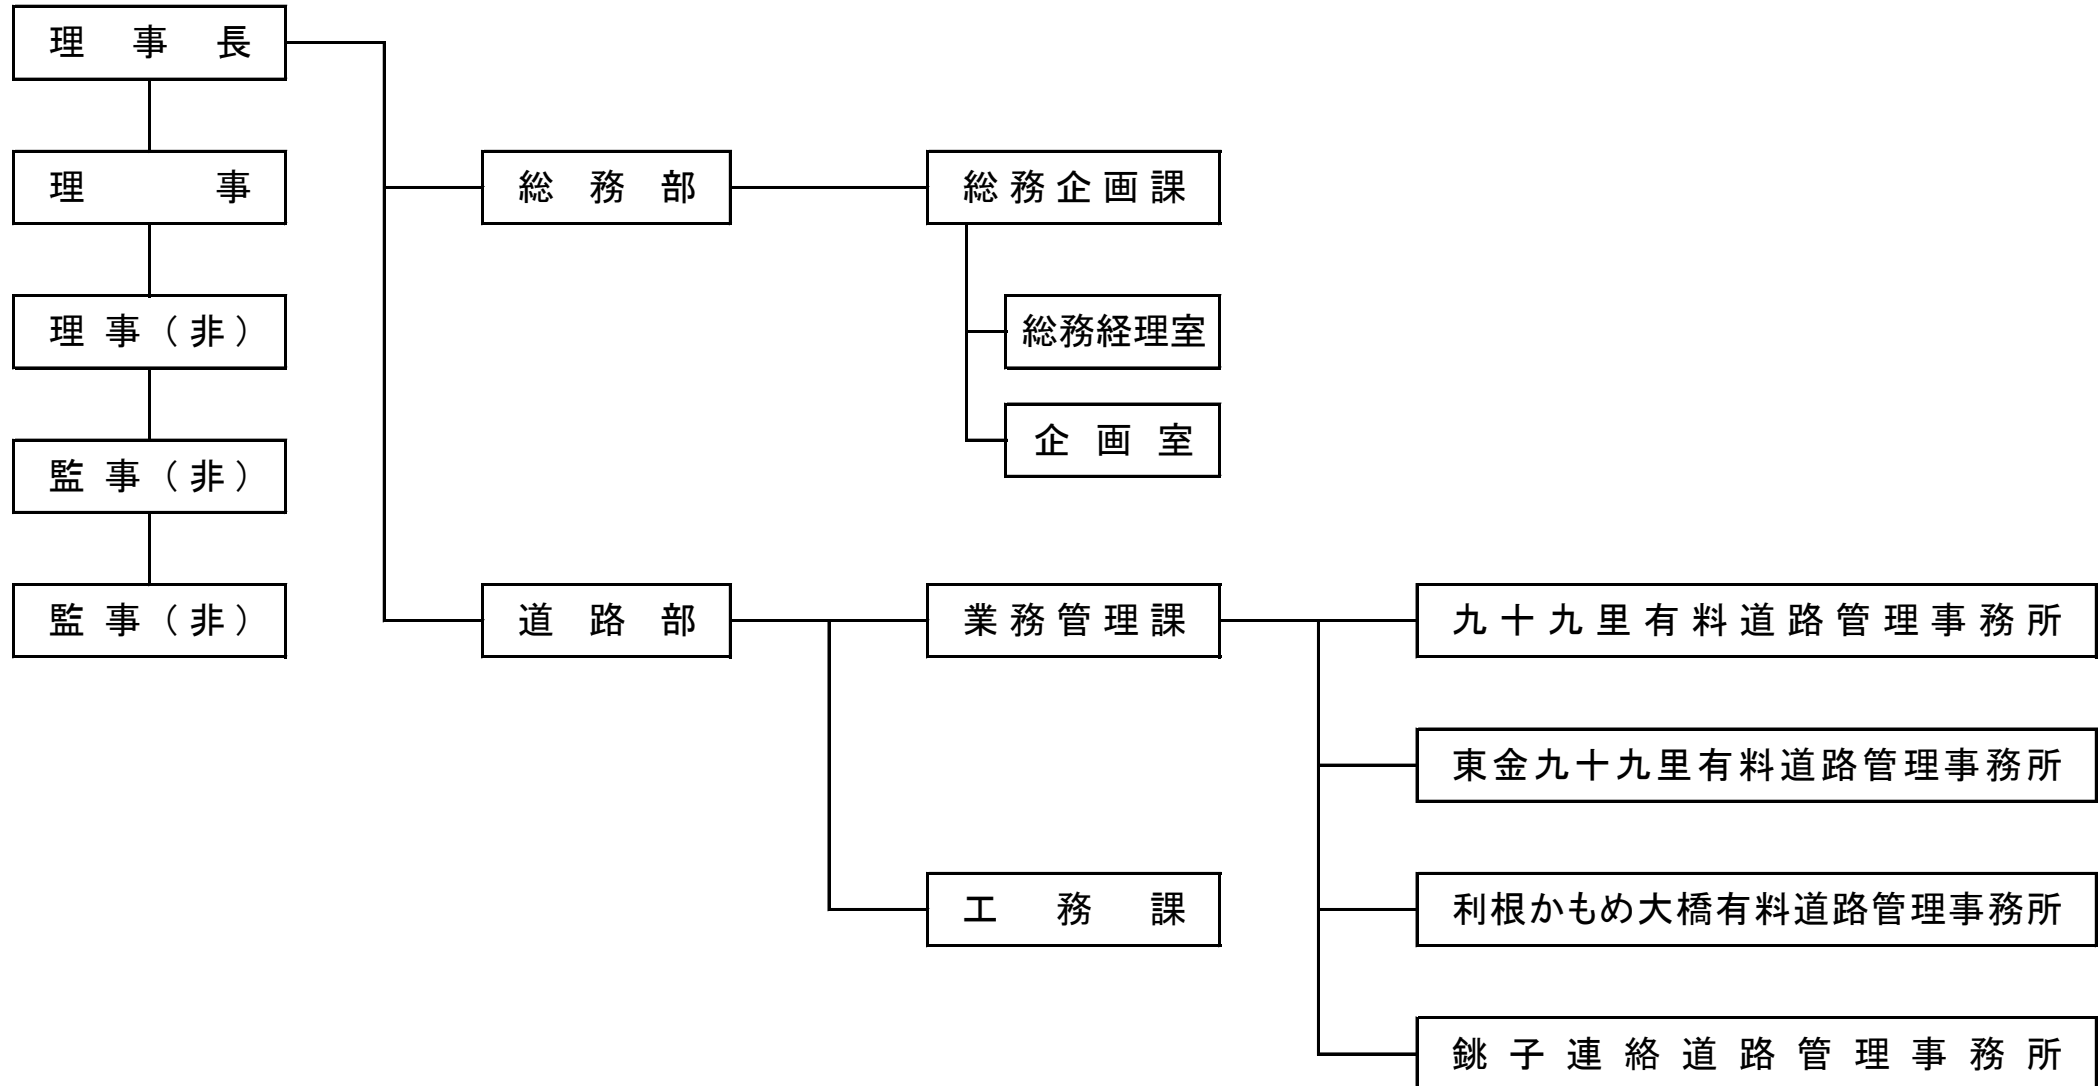 理事長
理事
総務部
総務企画課
理事（非）
総務経理室
監事（非）
企画室
監事（非）
道路部
業務管理課
九十九里有料道路管理事務所
東金九十九里有料道路管理事務所
工務課
利根かもめ大橋有料道路管理事務所
銚子連絡道路管理事務所